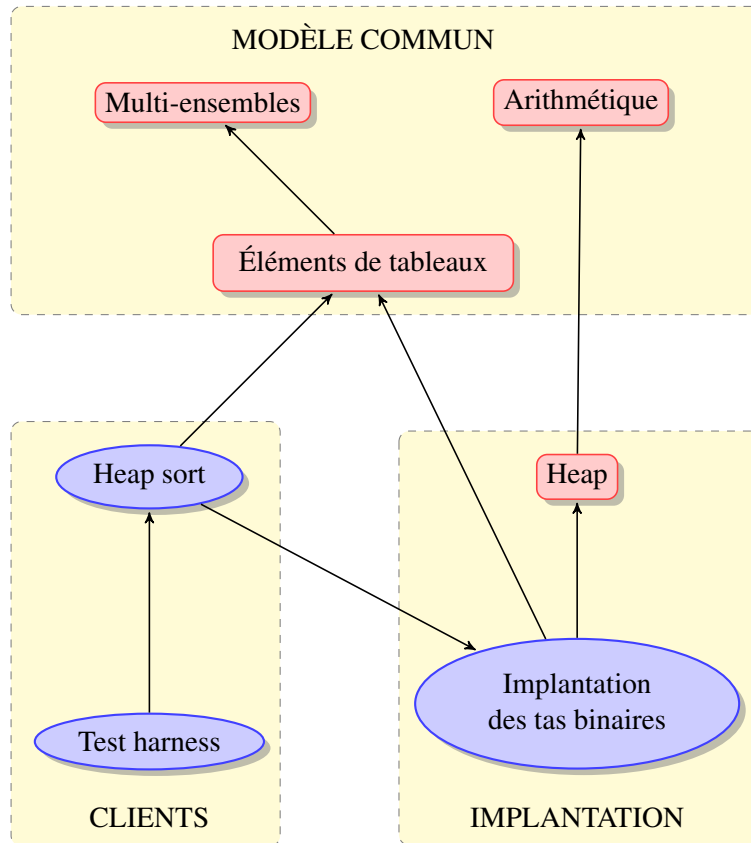 MODÈLE COMMUN
Multi-ensembles
Arithmétique
Éléments de tableaux
Heap sort
Heap
Implantation
des tas binaires
Test harness
CLIENTS
IMPLANTATION